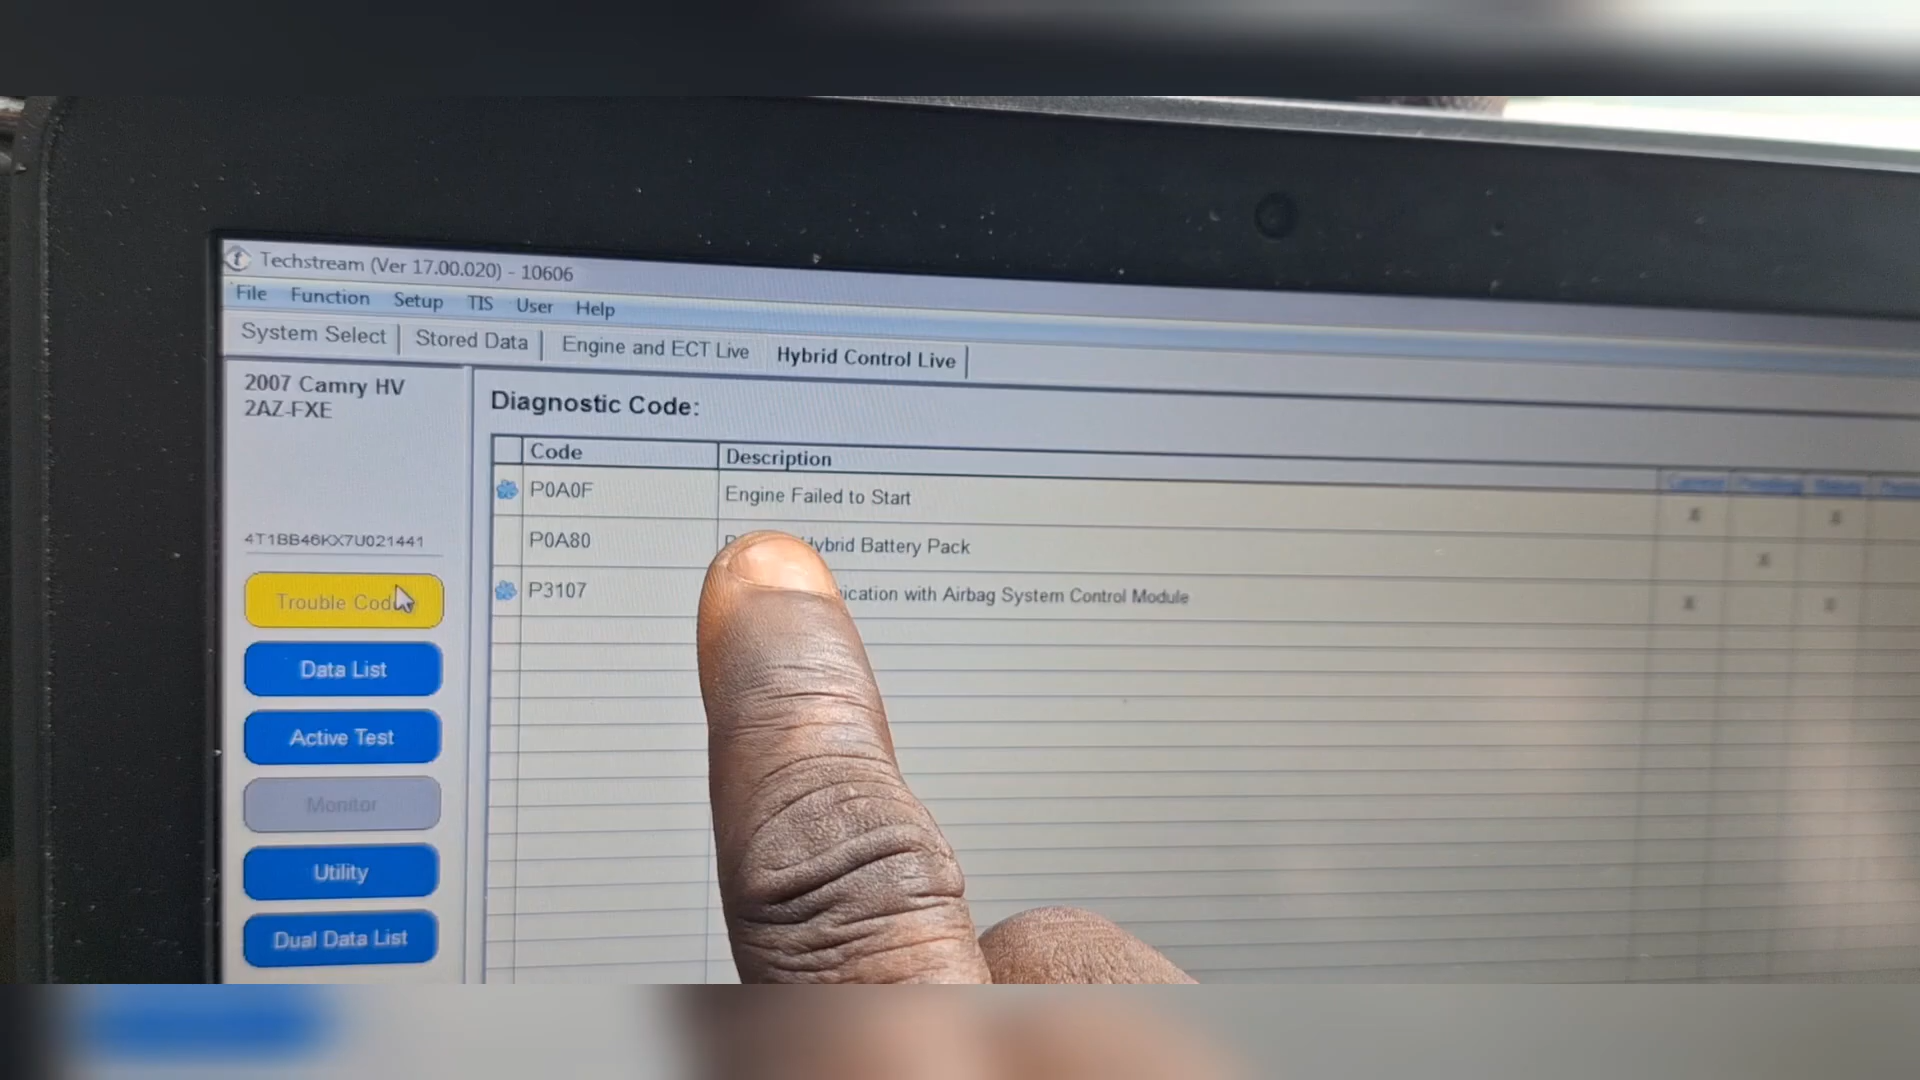 Techstream (Ver 17.00.020) - 10606
File Function Setup TIS User Help
System Select Stored Data Engine and ECT Live Hybrid Control Live
2007 Camry HV
2AZ-FXE
4T1BB46KX7U021441
Trouble Cod
Data List
Active Test
Monitor
Utility
Dual Data List
Diagnostic Code:
Code Description
P0A0F Engine Failed to Start X X
P0A80 Hybrid Battery Pack X
P3107 ication with Airbag System Control Module X X